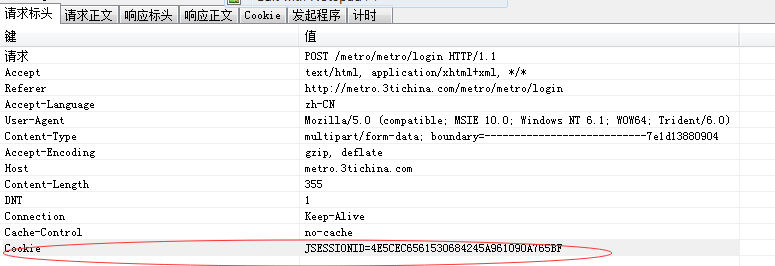 请求标头 请求正文 响应标头 响应正文 Cookie 发起程序 计时
键 值
请求 POST /metro/metro/login HTTP/1.1
Accept text/html, application/xhtml+xml, */*
Referer http://metro.3tichina.com/metro/metro/login
Accept-Language zh-CN
User-Agent Mozilla/5.0 (compatible; MSIE 10.0; Windows NT 6.1; WOW64; Trident/6.0)
Content-Type multipart/form-data; boundary=---------------------------7e1d13880904
Accept-Encoding gzip, deflate
Host metro.3tichina.com
Content-Length 355
DNT 1
Connection Keep-Alive
Cache-Control no-cache
Cookie JSESSIONID=4E5CEC6561530684245A961090A765BF